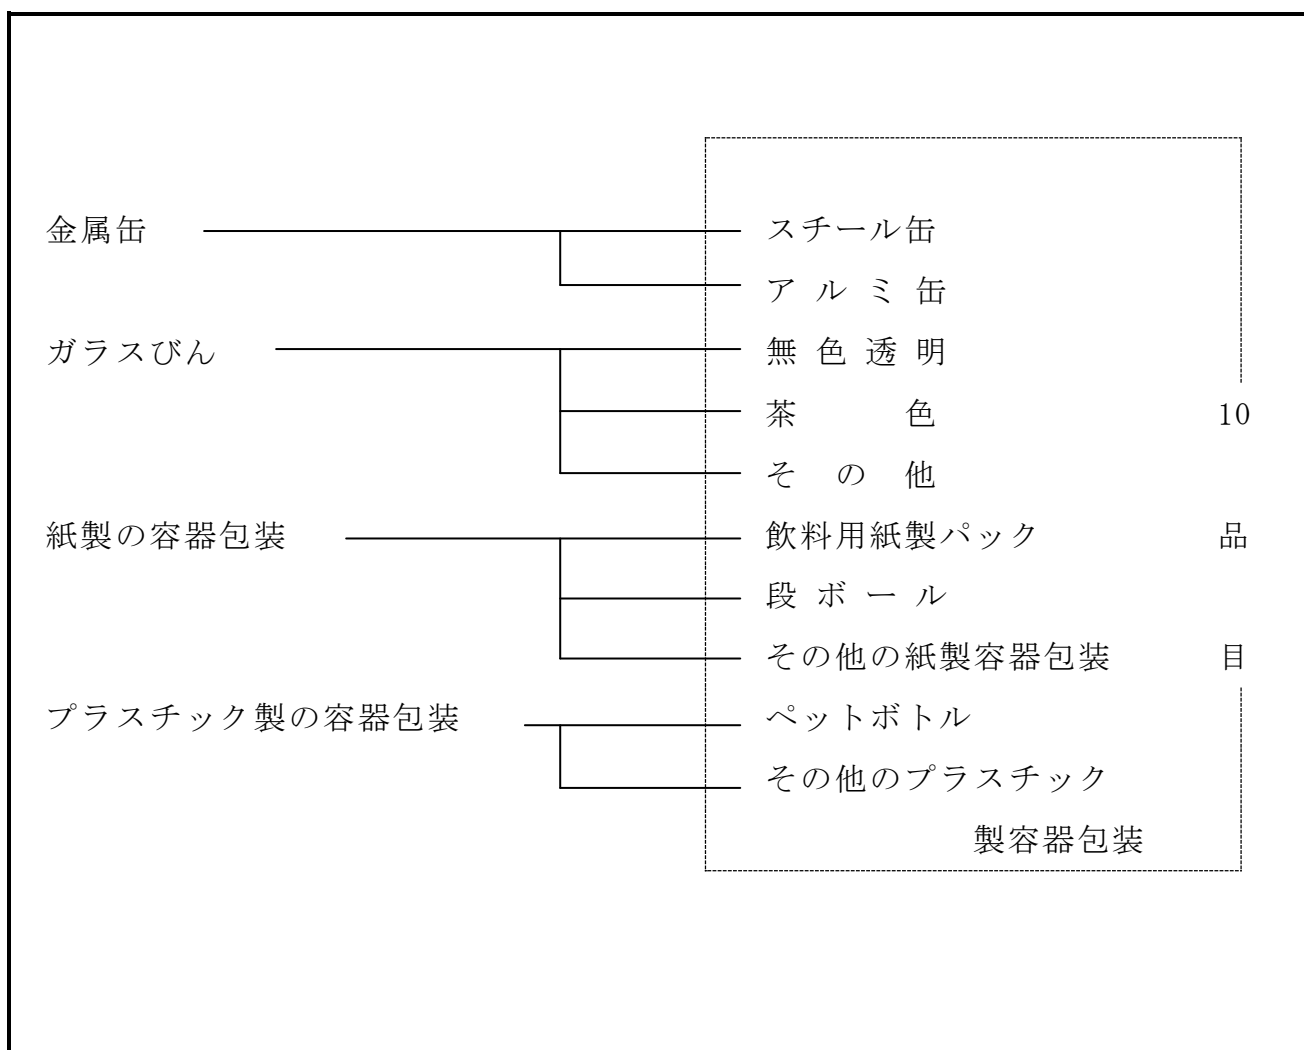 金属缶 スチール缶
アルミ缶
ガラスびん 無色透明
茶 色 10
その他
紙製の容器包装 飲料用紙製パック 品
段ボール
その他の紙製容器包装 目
プラスチック製の容器包装 ペットボトル
その他のプラスチック
製容器包装